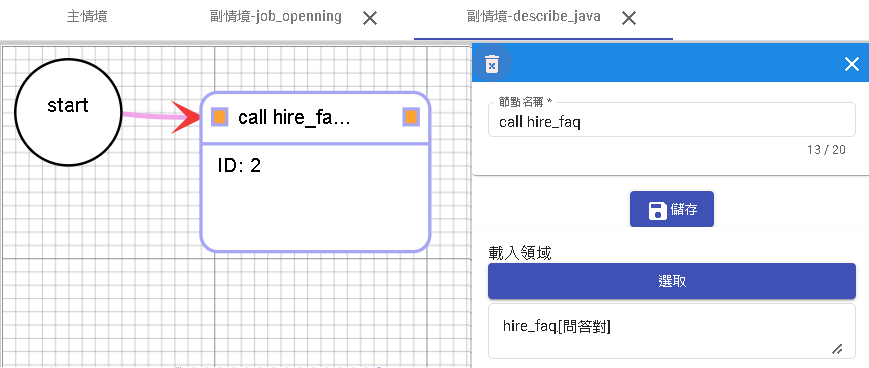 主情境
副情境-job_openning
副情境-describe_java
start
call hire_fa...
ID: 2
節點名稱 *
call hire_faq
13 / 20
儲存
載入領域
選取
hire_faq[問答對]